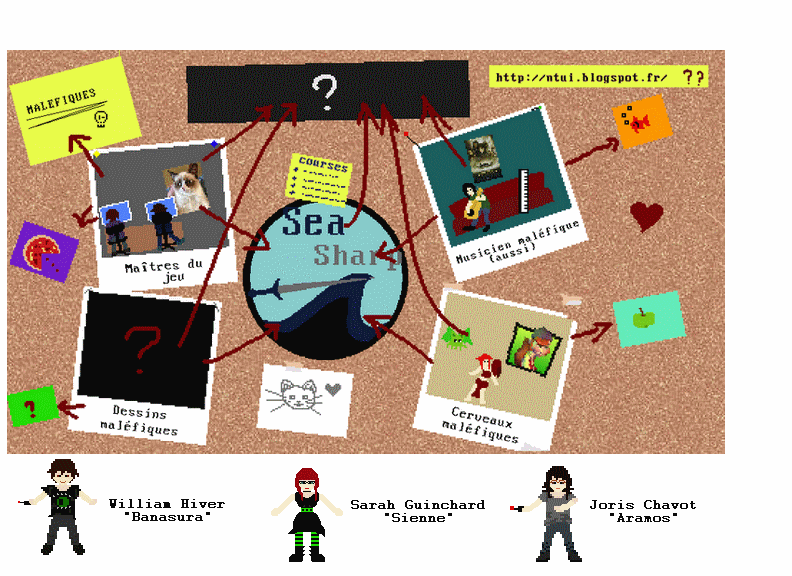 http://ntui.blogspot.fr/ ??
?
MALEFIQUES
courses
Sea
Sharp
Maîtres du
jeu
Musicien maléfique
(aussi)
?
Dessins
maléfiques
?
Cerveaux
maléfiques
William Hiver
"Banasura"
Sarah Guinchard
"Sienne"
Joris Chavot
"Aramos"